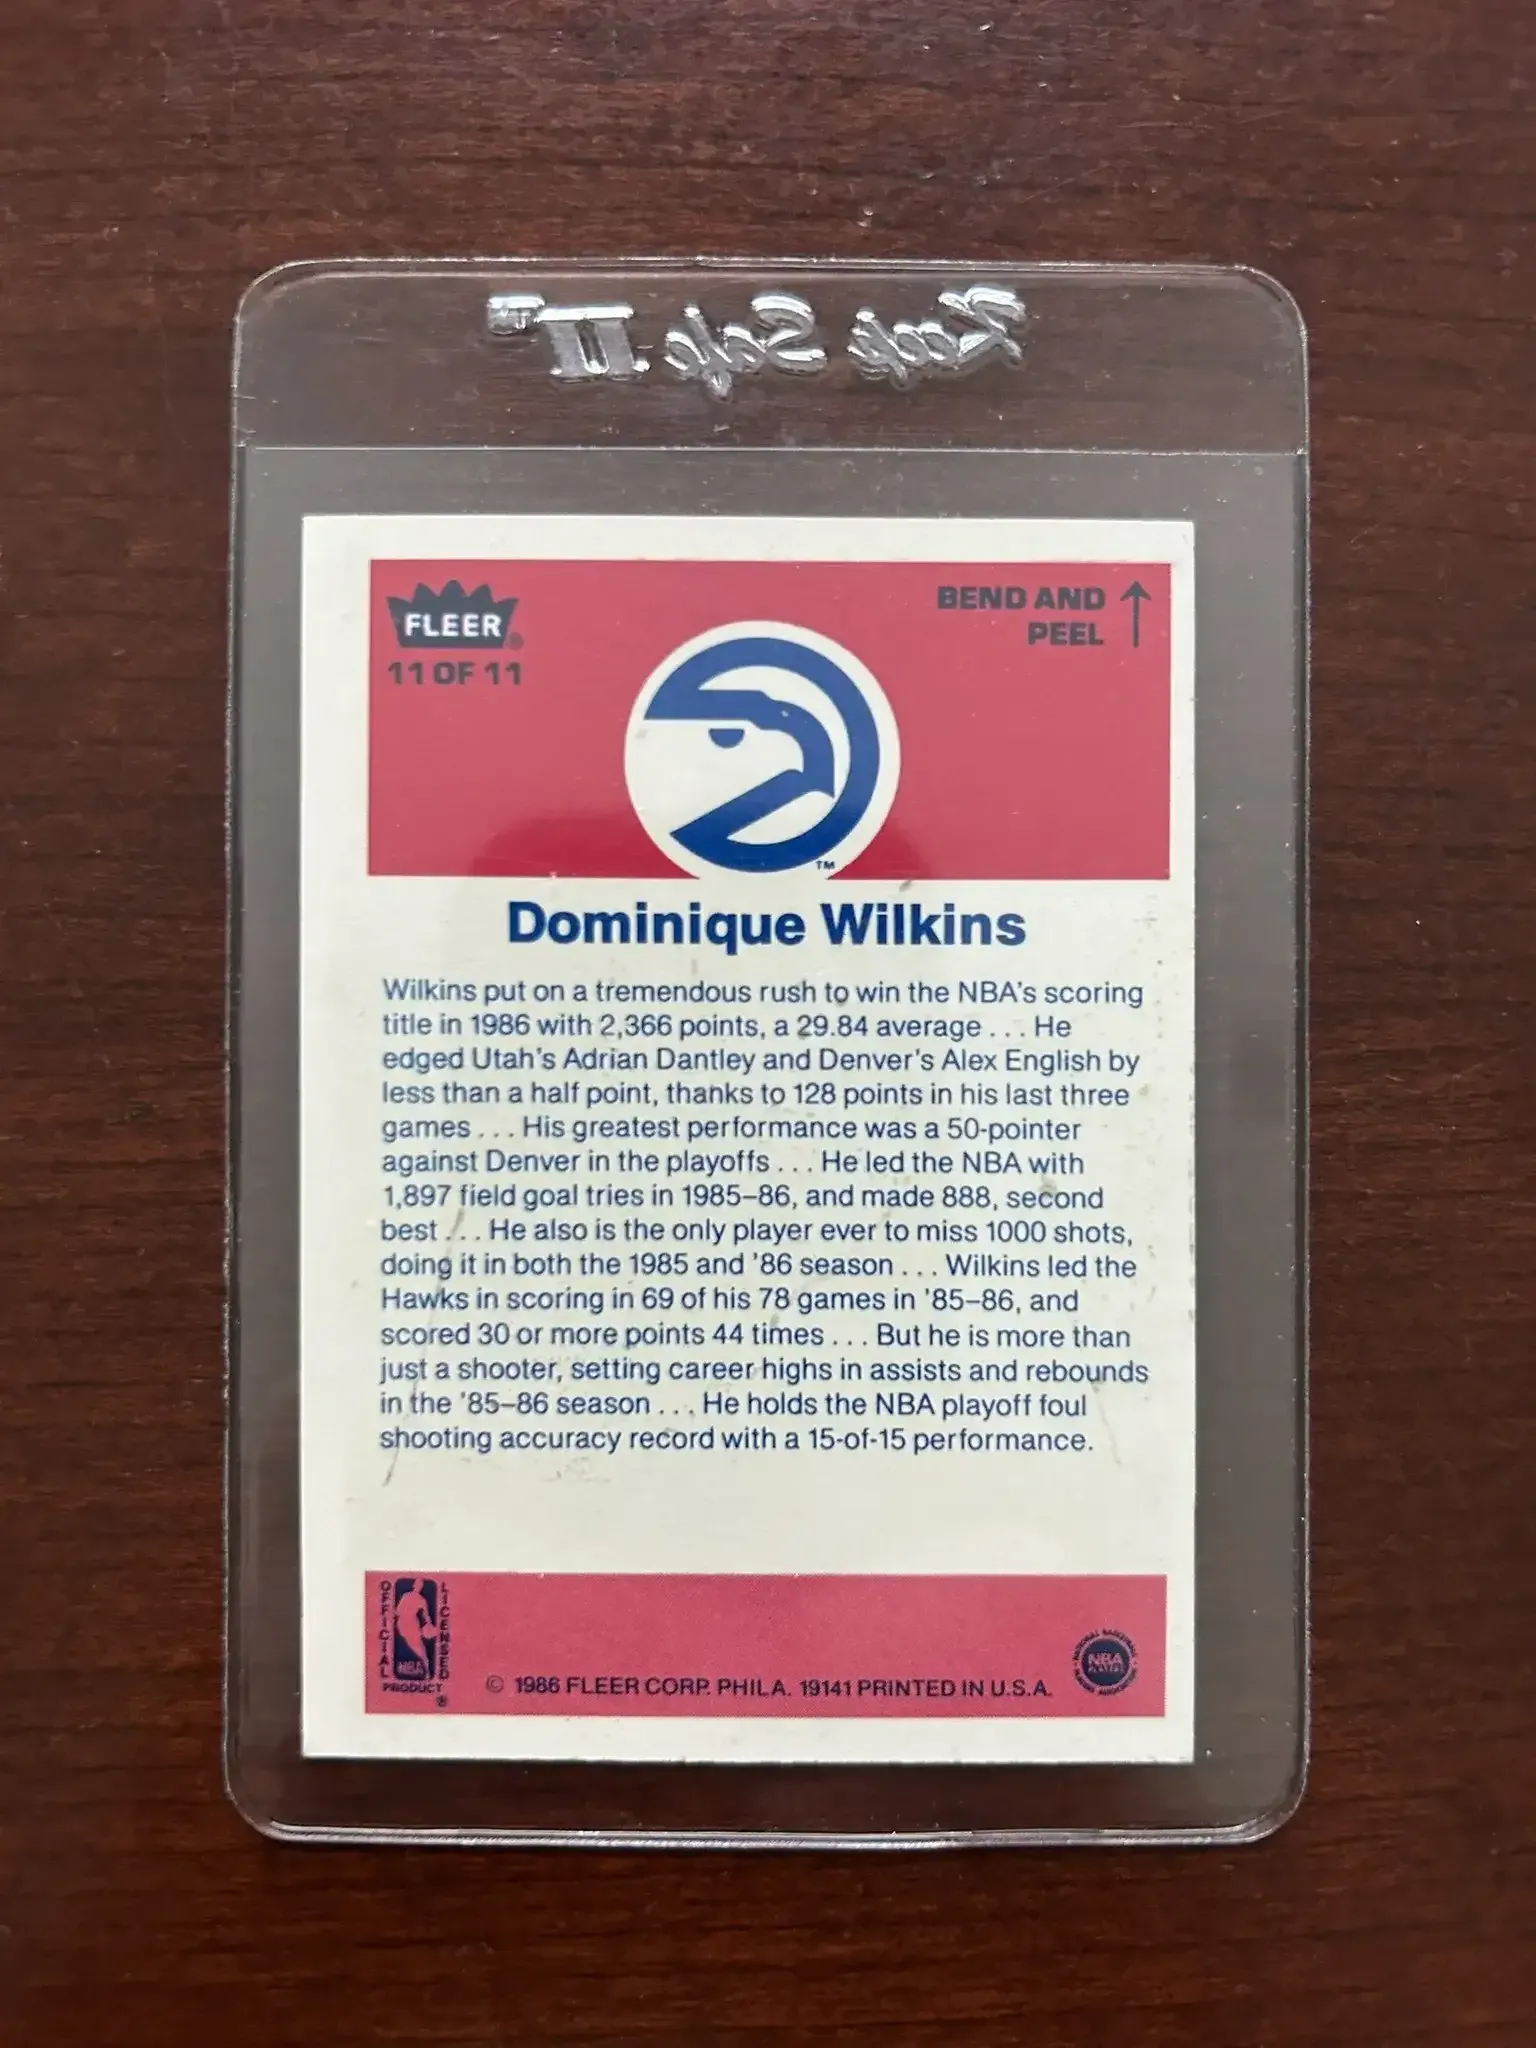 Keep Safe II™
FLEER®
11 OF 11
BEND AND
PEEL
TM
Dominique Wilkins
Wilkins put on a tremendous rush to win the NBA's scoring
title in 1986 with 2,366 points, a 29.84 average . . . He
edged Utah's Adrian Dantley and Denver's Alex English by
less than a half point, thanks to 128 points in his last three
games . . . His greatest performance was a 50-pointer
against Denver in the playoffs . . . He led the NBA with
1,897 field goal tries in 1985–86, and made 888, second
best . . . He also is the only player ever to miss 1000 shots,
doing it in both the 1985 and '86 season . . . Wilkins led the
Hawks in scoring in 69 of his 78 games in '85–86, and
scored 30 or more points 44 times . . . But he is more than
just a shooter, setting career highs in assists and rebounds
in the '85–86 season . . . He holds the NBA playoff foul
shooting accuracy record with a 15-of-15 performance.
OFFICIAL
LICENSED
NBA
PRODUCT
®
© 1986 FLEER CORP. PHILA. 19141 PRINTED IN U.S.A.
NATIONAL BASKETBALL
NBA
PLAYERS